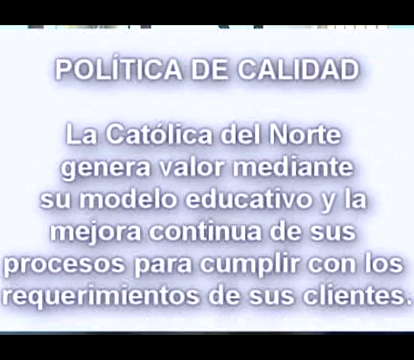 POLÍTICA DE CALIDAD
La Católica del Norte
genera valor mediante
su modelo educativo y la
mejora continua de sus
procesos para cumplir con los
requerimientos de sus clientes.